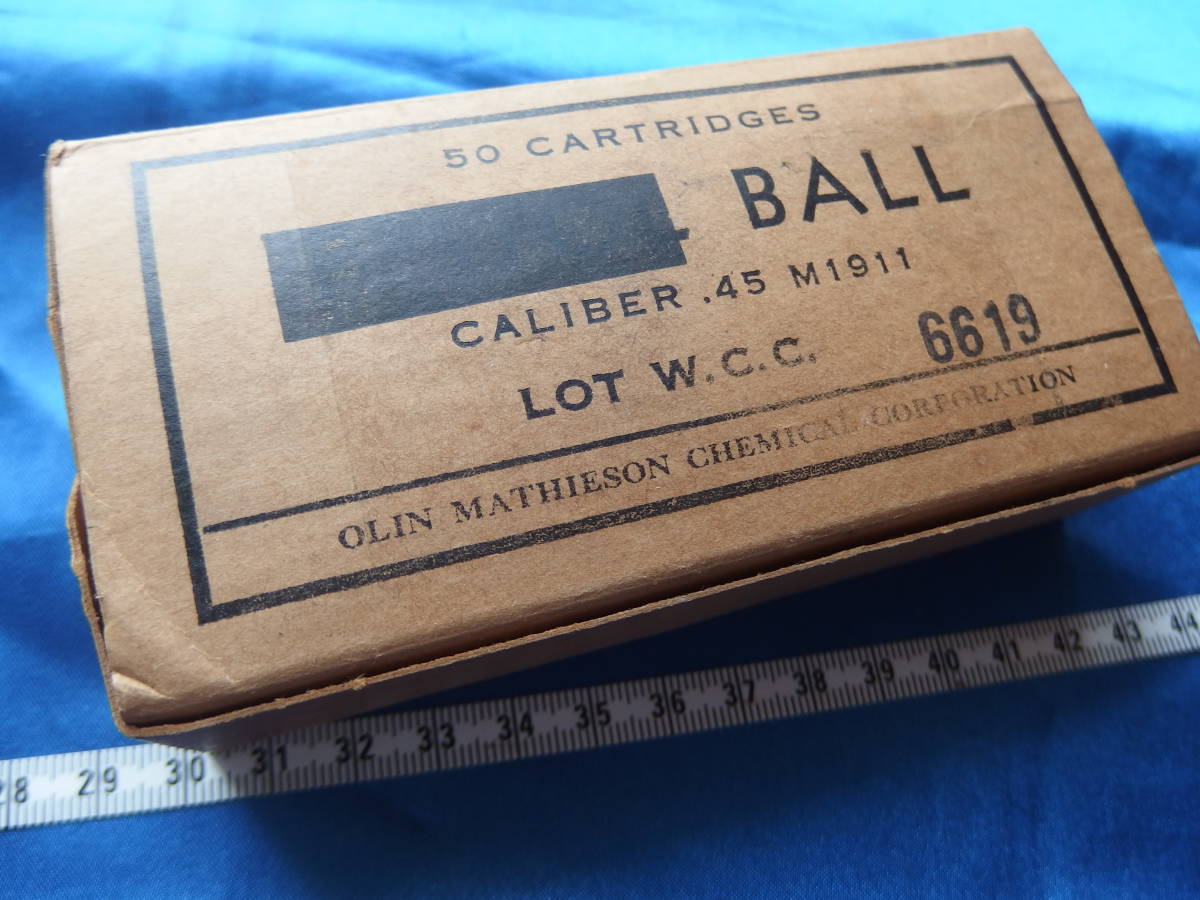 50 CARTRIDGES
BALL
CALIBER .45 M1911
LOT W.C.C. 6619
OLIN MATHIESON CHEMICAL CORPORATION
28 29 30 31 32 33 34 35 36 37 38 39 40 41 42 43 44